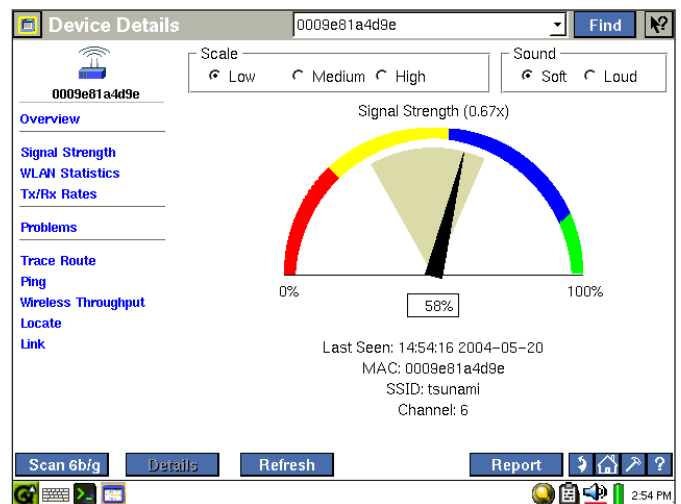 Device Details
0009e81a4d9e
Find
0009e81a4d9e
Scale
Low Medium High
Sound
Soft Loud
Overview
Signal Strength
WLAN Statistics
Tx/Rx Rates
Problems
Trace Route
Ping
Wireless Throughput
Locate
Link
Signal Strength (0.67x)
0% 100%
58%
Last Seen: 14:54:16 2004-05-20
MAC: 0009e81a4d9e
SSID: tsunami
Channel: 6
Scan 6b/g Details Refresh Report ?
2:54 PM